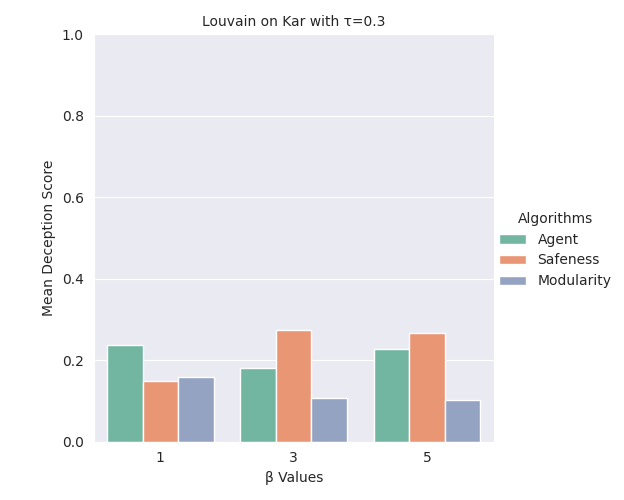 Louvain on Kar with τ=0.3
1.0
0.8
0.6
0.4
0.2
0.0
Mean Deception Score
1 3 5
β Values
Algorithms
Agent
Safeness
Modularity